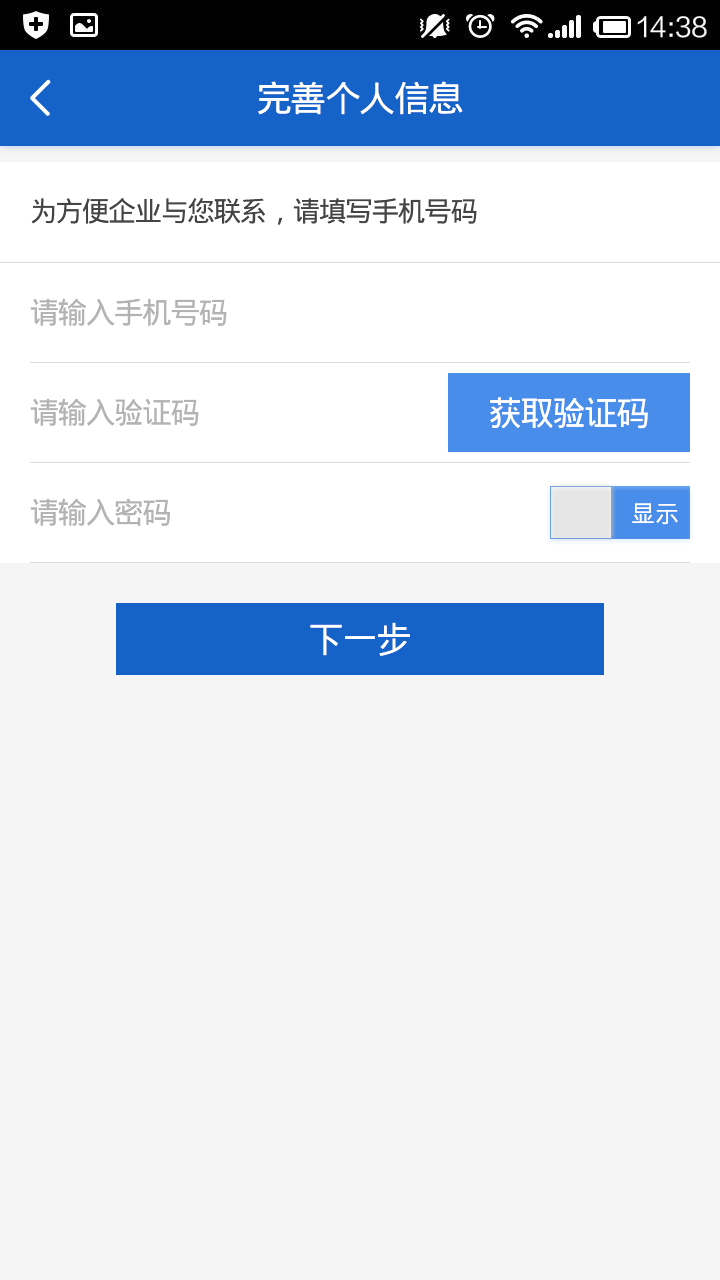 14:38
完善个人信息
为方便企业与您联系，请填写手机号码
请输入手机号码
请输入验证码
获取验证码
请输入密码
显示
下一步